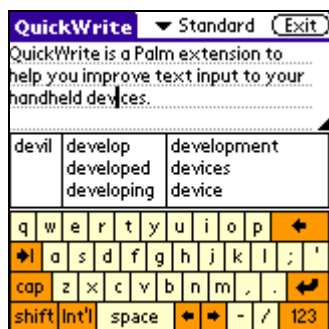 QuickWrite ▼ Standard Exit
QuickWrite is a Palm extension to
help you improve text input to your
handheld devices.
devil develop development
developed devices
developing device
q w e r t y u i o p
a s d f g h j k l ; '
cap z x c v b n m , .
shift Int'l space - / 123